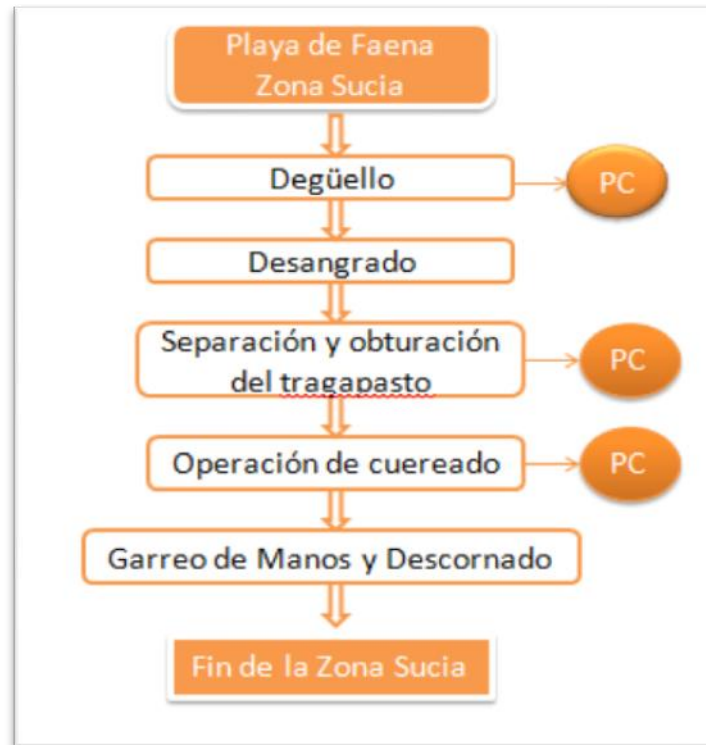 Playa de Faena
Zona Sucia
Degüello
PC
Desangrado
Separación y obturación
del tragapasto
PC
Operación de cuereado
PC
Garreo de Manos y Descornado
Fin de la Zona Sucia